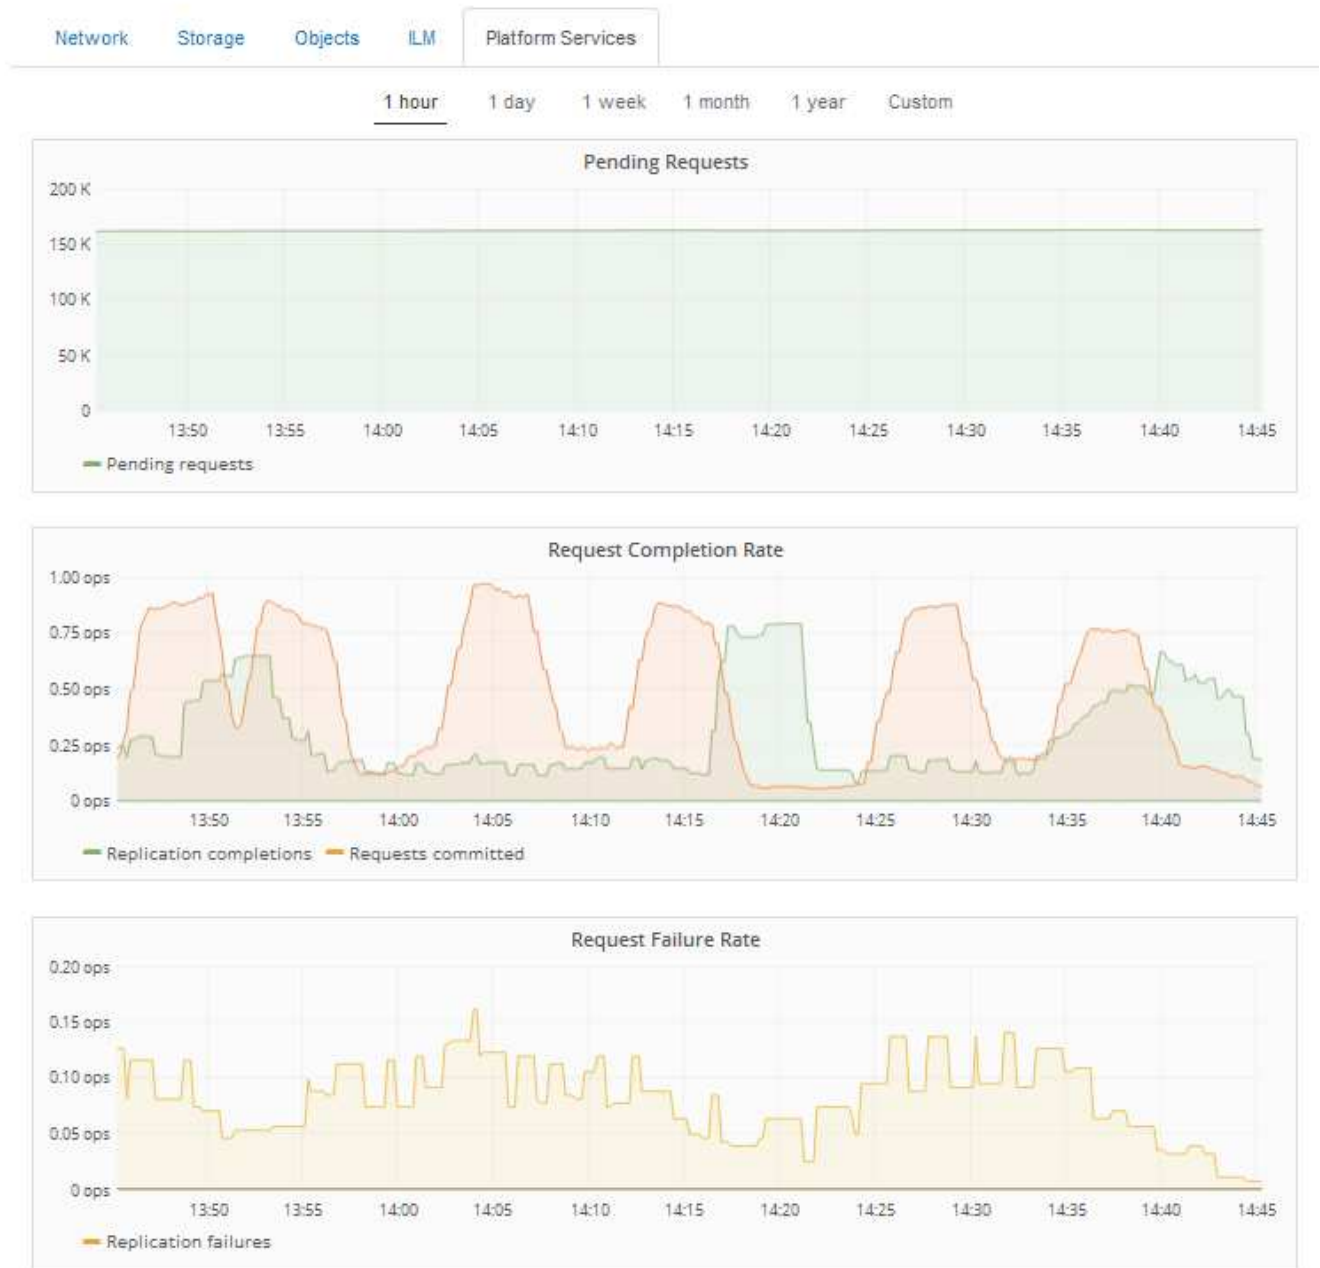 Network Storage Objects ILM Platform Services
1 hour 1 day 1 week 1 month 1 year Custom
Pending Requests
200 K
150 K
100 K
50 K
0
13:50 13:55 14:00 14:05 14:10 14:15 14:20 14:25 14:30 14:35 14:40 14:45
Pending requests
Request Completion Rate
1.00 ops
0.75 ops
0.50 ops
0.25 ops
0 ops
13:50 13:55 14:00 14:05 14:10 14:15 14:20 14:25 14:30 14:35 14:40 14:45
Replication completions Requests committed
Request Failure Rate
0.20 ops
0.15 ops
0.10 ops
0.05 ops
0 ops
13:50 13:55 14:00 14:05 14:10 14:15 14:20 14:25 14:30 14:35 14:40 14:45
Replication failures